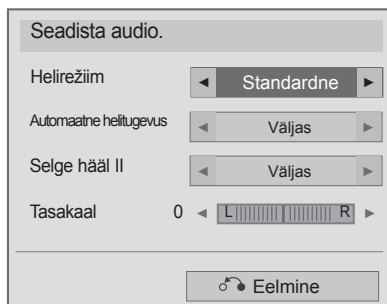 Seadista audio.
Helirežiim ◄ Standardne ►
Automaatne helitugevus ◄ Väljas ►
Selge hääl II ◄ Väljas ►
Tasakaal 0 ◄ L R ►
Eelmine